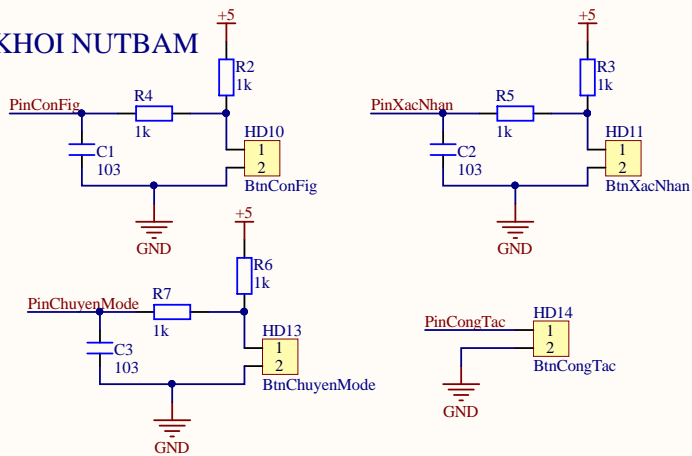 KHOI NUTBAM
+5
R2
1k
PinConFig
R4
1k
C1
103
HD10
1
2
BtnConFig
GND
+5
R3
1k
PinXacNhan
R5
1k
C2
103
HD11
1
2
BtnXacNhan
GND
+5
R6
1k
PinChuyenMode
R7
1k
C3
103
HD13
1
2
BtnChuyenMode
GND
PinCongTac
HD14
1
2
BtnCongTac
GND